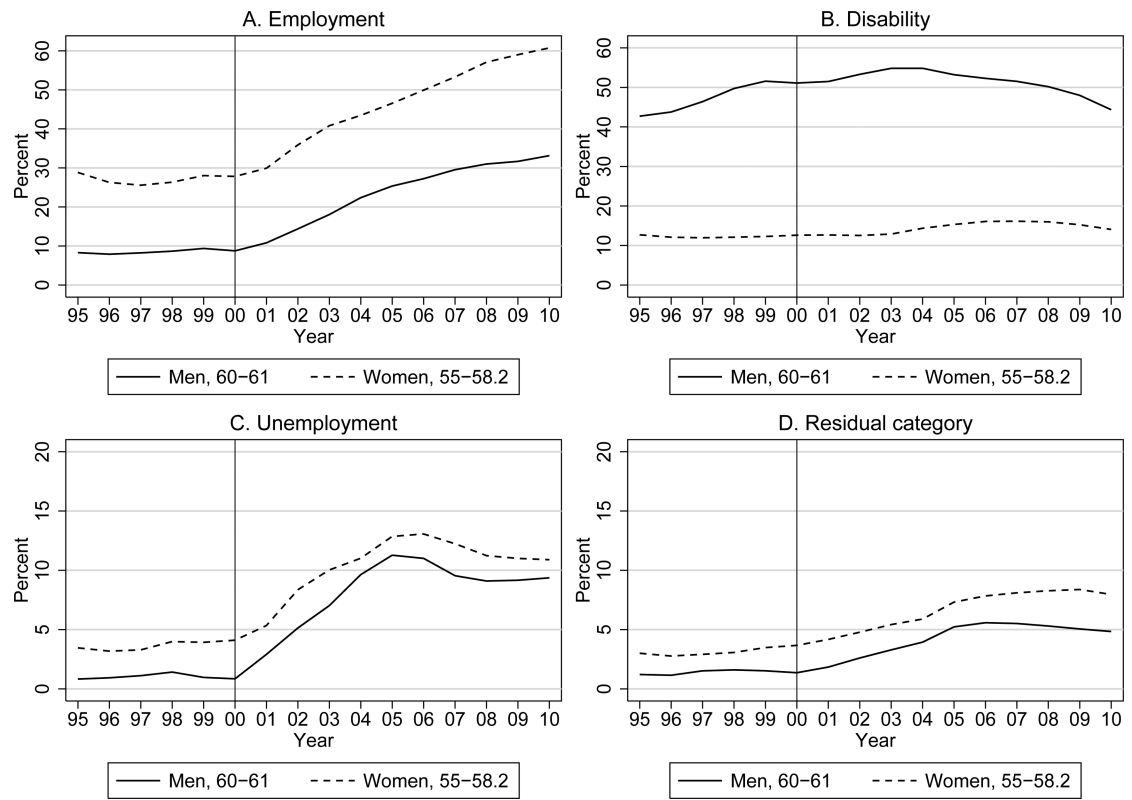 A. Employment
Percent
60
50
40
30
20
10
0
95 96 97 98 99 00 01 02 03 04 05 06 07 08 09 10
Year
Men, 60−61 Women, 55−58.2
B. Disability
Percent
60
50
40
30
20
10
0
95 96 97 98 99 00 01 02 03 04 05 06 07 08 09 10
Year
Men, 60−61 Women, 55−58.2
C. Unemployment
Percent
20
15
10
5
0
95 96 97 98 99 00 01 02 03 04 05 06 07 08 09 10
Year
Men, 60−61 Women, 55−58.2
D. Residual category
Percent
20
15
10
5
0
95 96 97 98 99 00 01 02 03 04 05 06 07 08 09 10
Year
Men, 60−61 Women, 55−58.2